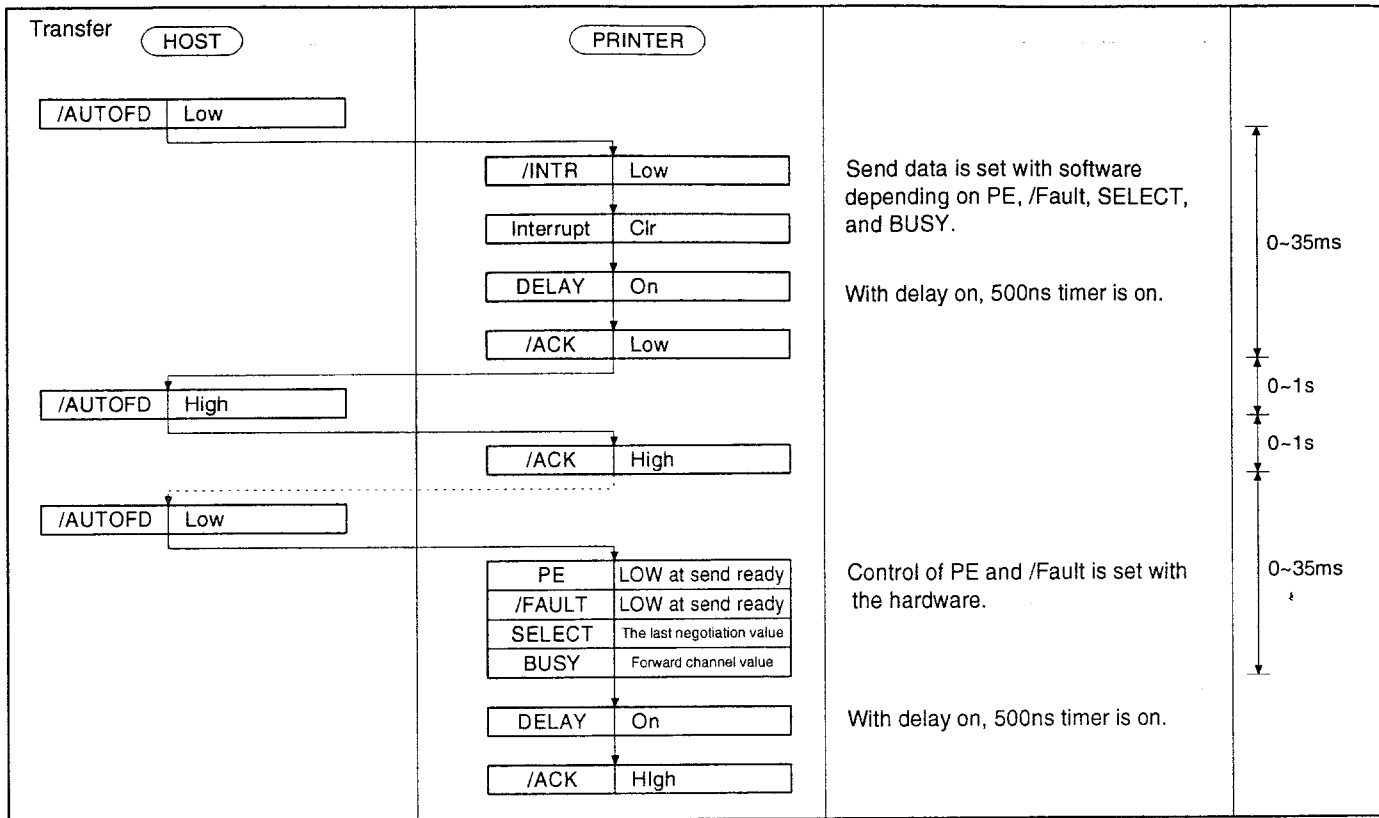 Transfer
HOST
PRINTER
/AUTOFD Low
/INTR Low
Send data is set with software
depending on PE, /Fault, SELECT,
and BUSY.
Interrupt Clr
0~35ms
DELAY On
With delay on, 500ns timer is on.
/ACK Low
0~1s
/AUTOFD High
0~1s
/ACK High
/AUTOFD Low
PE LOW at send ready
Control of PE and /Fault is set with
the hardware.
0~35ms
/FAULT LOW at send ready
SELECT The last negotiation value
BUSY Forward channel value
DELAY On
With delay on, 500ns timer is on.
/ACK HIgh